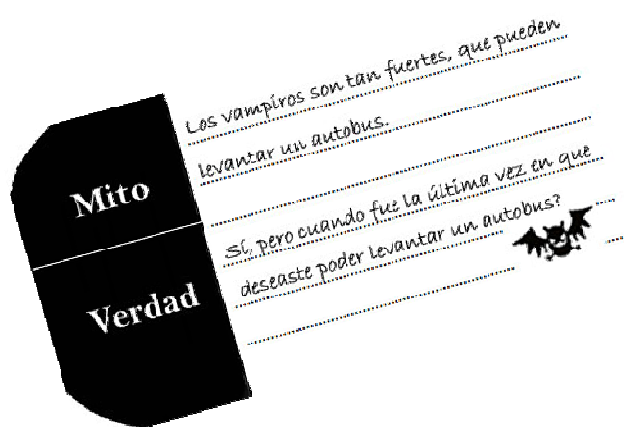 Mito
Los vampiros son tan fuertes, que pueden
levantar un autobus.
Verdad
Sí, pero cuando fue la última vez en que
deseaste poder levantar un autobus?